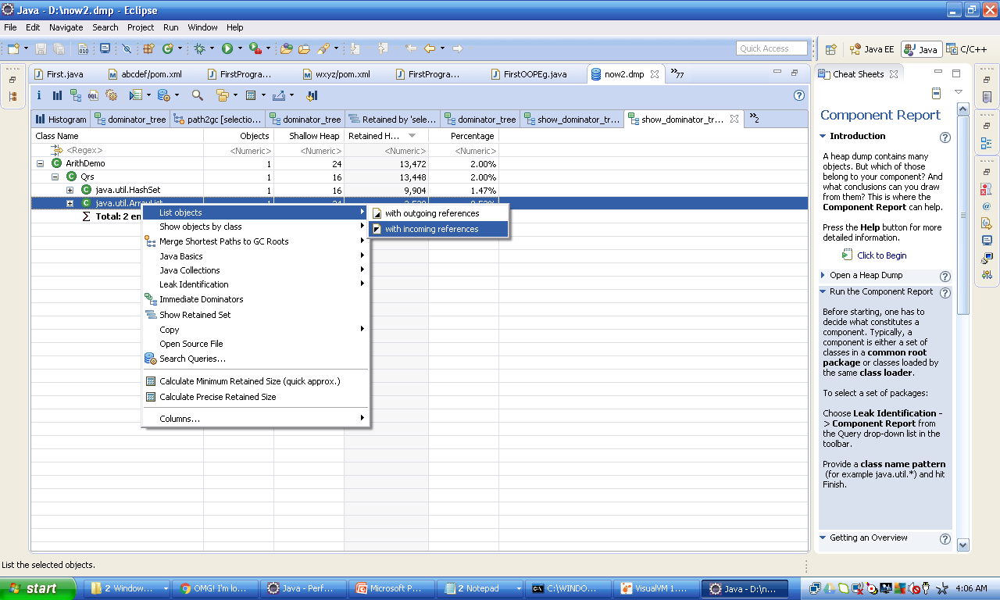 Java - D:\now2.dmp - Eclipse
File Edit Navigate Search Project Run Window Help
Quick Access
Java EE
Java
C/C++
First.java
abcdef/pom.xml
FirstProgra...
wxyz/pom.xml
FirstProgra...
FirstOOPEg.java
now2.dmp
»77
Cheat Sheets
Histogram
dominator_tree
path2gc [selectio...
dominator_tree
dominator_tree
show_dominator_tr...
show_dominator_tr...
»2
Class Name Objects Shallow Heap Retained H... Percentage
<Regex> <Numeric> <Numeric> <Numeric> <Numeric>
ArithDemo 1 24 13,472 2.00%
Qrs 1 16 13,448 2.00%
java.util.HashSet 1 16 9,904 1.47%
java.util.ArrayList
Total: 2 en
List objects
Show objects by class
Merge Shortest Paths to GC Roots
Java Basics
Java Collections
Leak Identification
Immediate Dominators
Show Retained Set
Copy
Open Source File
Search Queries...
Calculate Minimum Retained Size (quick approx.)
Calculate Precise Retained Size
Columns...
with outgoing references
with incoming references
Component Report
Introduction
A heap dump contains many
objects. But which of those
belong to your component? And
what conclusions can you draw
from them? This is where the
Component Report can help.
Press the Help button for more
detailed information.
Click to Begin
Open a Heap Dump
Run the Component Report
Before starting, one has to
decide what constitutes a
component. Typically, a
component is either a set of
classes in a common root
package or classes loaded by
the same class loader.
To select a set of packages:
Choose Leak Identification -
> Component Report from
the Query drop-down list in the
toolbar.
Provide a class name pattern
(for example java.util.*) and hit
Finish.
Getting an Overview
List the selected objects.
start
2 Window...
OMG! I'm lo...
Java - Perf...
Microsoft P...
2 Notepad
C:\WINDO...
VisualVM 1....
Java - D:\n...
4:06 AM